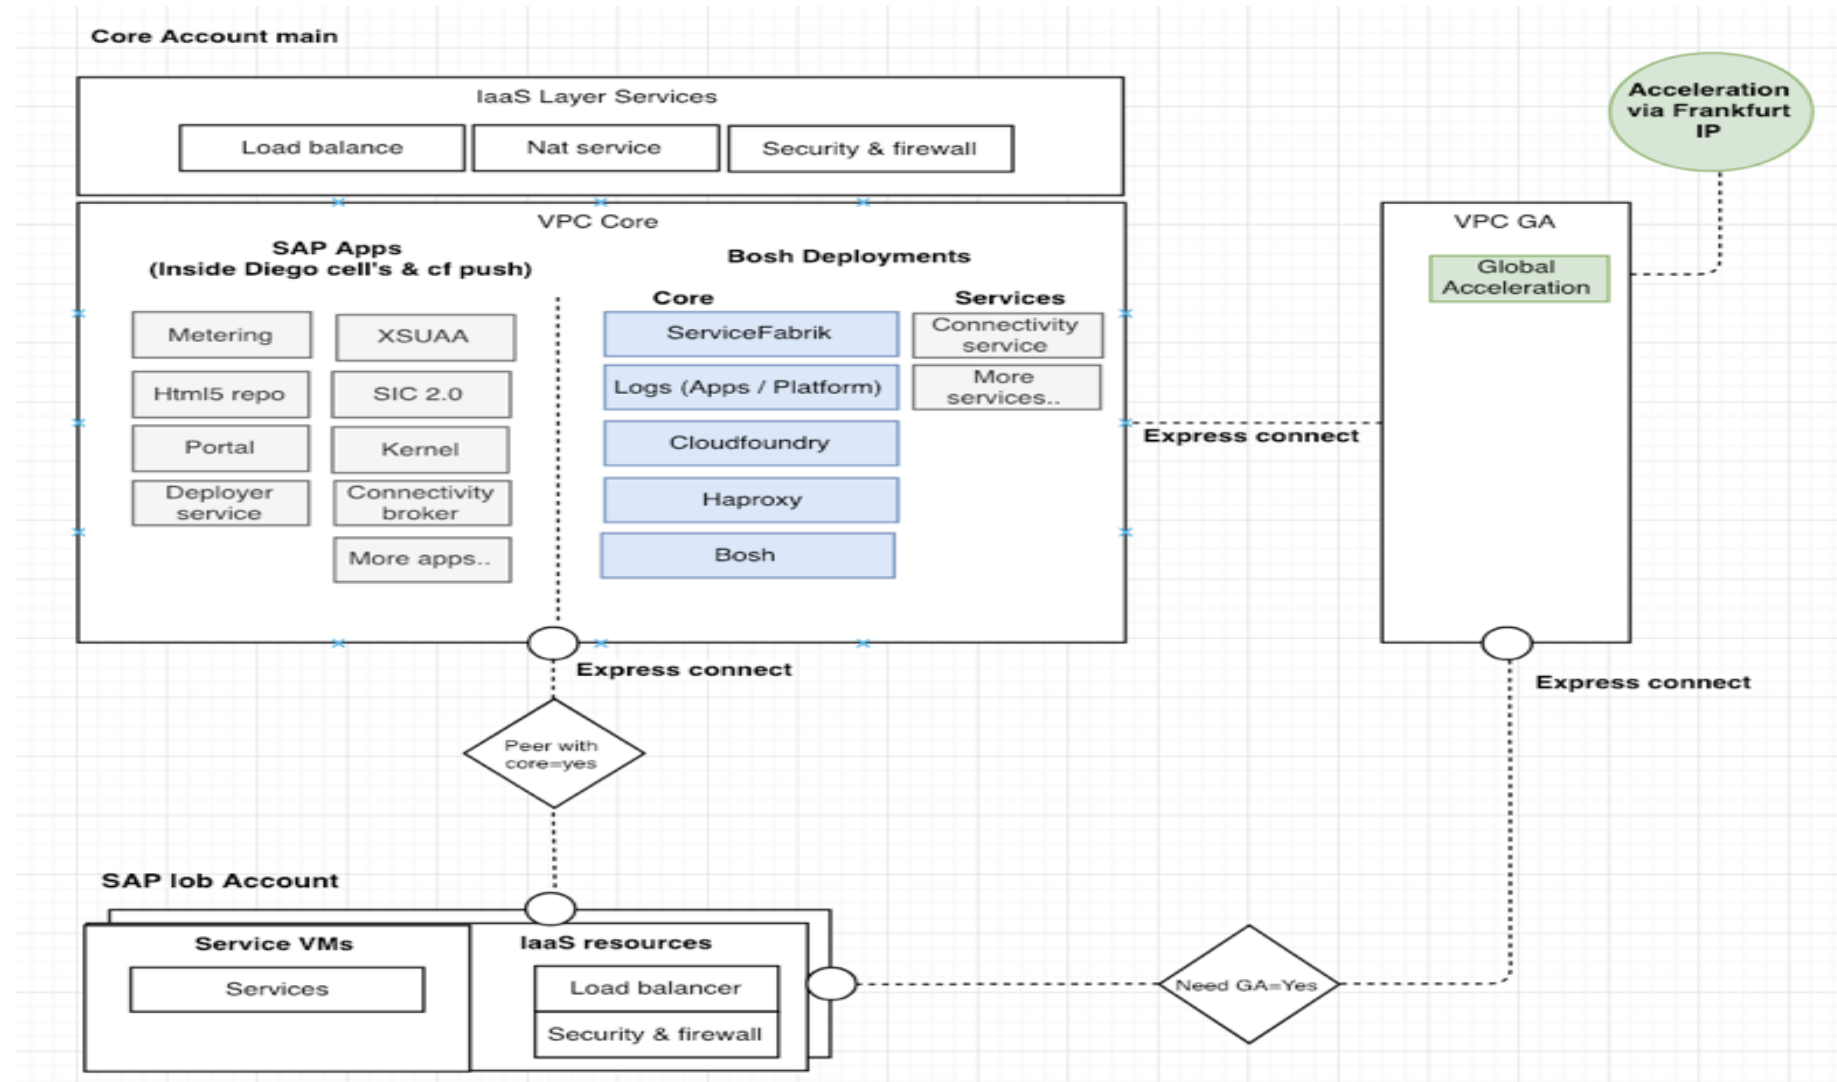 Core Account main
IaaS Layer Services
Load balance
Nat service
Security & firewall
Acceleration
via Frankfurt
IP
VPC Core
SAP Apps
(Inside Diego cell's & cf push)
Metering
XSUAA
Html5 repo
SIC 2.0
Portal
Kernel
Deployer
service
Connectivity
broker
More apps..
Bosh Deployments
Core
ServiceFabrik
Logs (Apps / Platform)
Cloudfoundry
Haproxy
Bosh
Services
Connectivity
service
More
services..
Express connect
VPC GA
Global
Acceleration
Express connect
Express connect
Peer with
core=yes
SAP lob Account
Service VMs
Services
IaaS resources
Load balancer
Security & firewall
Need GA=Yes